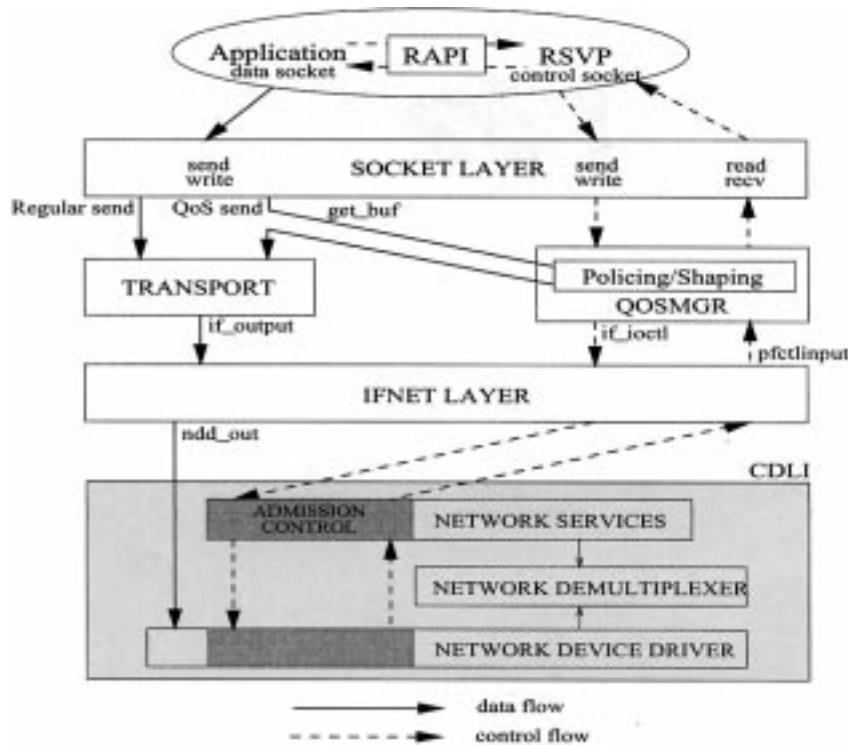 Application
RAPI
RSVP
data socket
control socket
send
write
SOCKET LAYER
send
write
read
recv
Regular send
QoS send
get_buf
TRANSPORT
Policing/Shaping
QOSMGR
if_output
if_ioctl
pfctlinput
IFNET LAYER
ndd_out
CDLI
ADMISSION
CONTROL
NETWORK SERVICES
NETWORK DEMULTIPLEXER
NETWORK DEVICE DRIVER
data flow
control flow